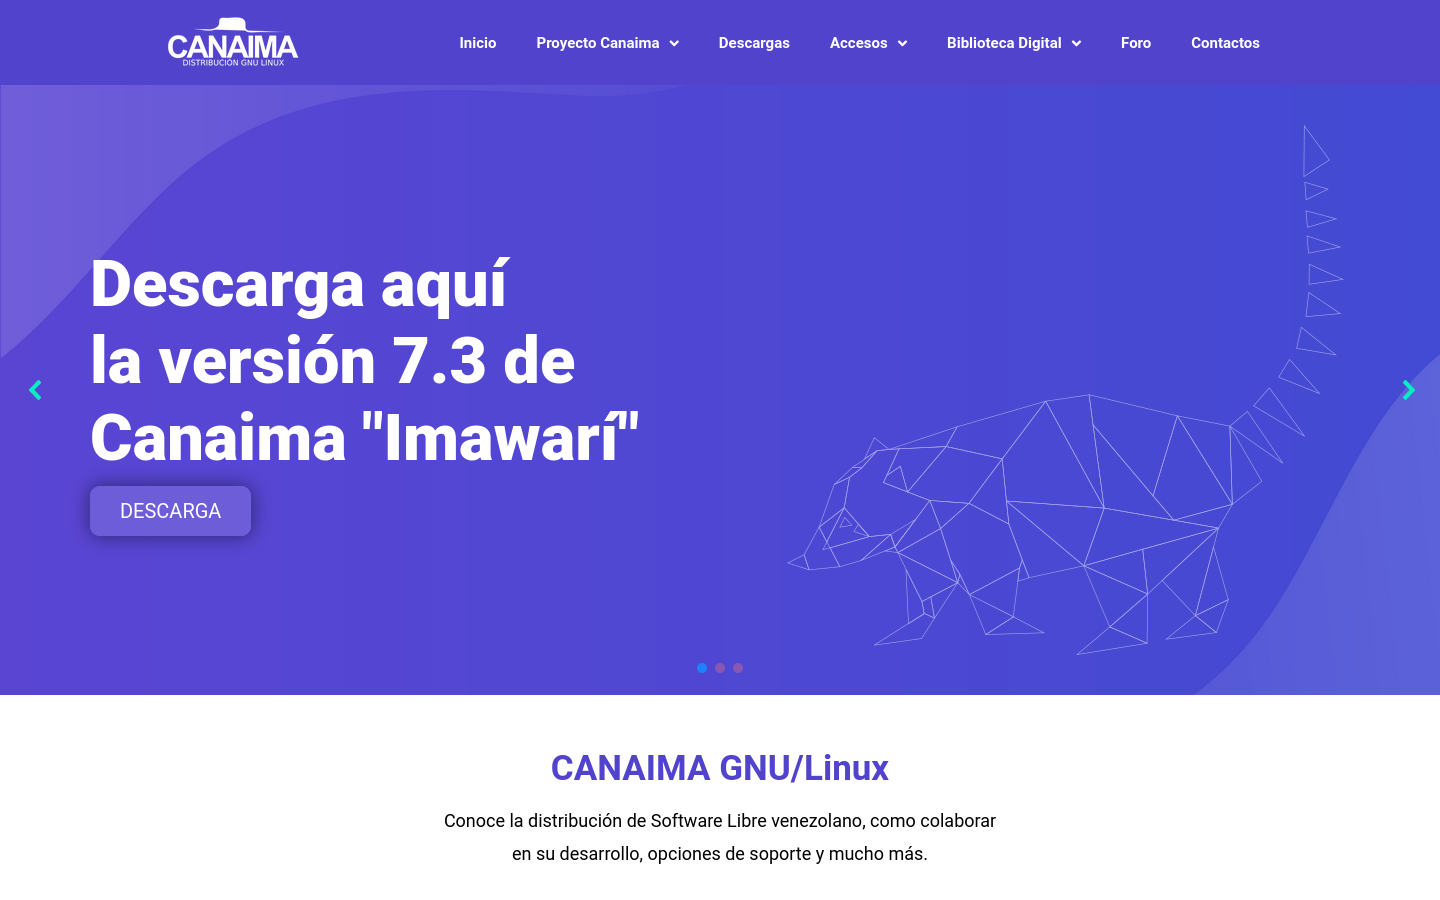 CANAIMA
DISTRIBUCIÓN GNU LINUX
Inicio
Proyecto Canaima
Descargas
Accesos
Biblioteca Digital
Foro
Contactos
Descarga aquí
la versión 7.3 de
Canaima "Imawarí"
DESCARGA
CANAIMA GNU/Linux
Conoce la distribución de Software Libre venezolano, como colaborar
en su desarrollo, opciones de soporte y mucho más.